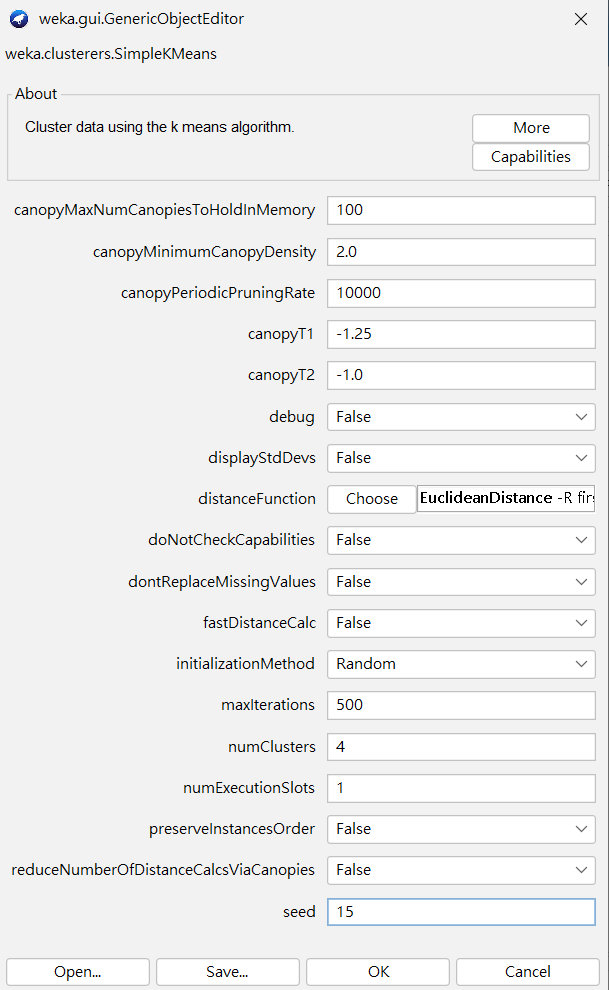 weka.gui.GenericObjectEditor
weka.clusterers.SimpleKMeans
About
Cluster data using the k means algorithm.
More
Capabilities
canopyMaxNumCanopiesToHoldInMemory 100
canopyMinimumCanopyDensity 2.0
canopyPeriodicPruningRate 10000
canopyT1 -1.25
canopyT2 -1.0
debug False
displayStdDevs False
distanceFunction Choose EuclideanDistance -R firs
doNotCheckCapabilities False
dontReplaceMissingValues False
fastDistanceCalc False
initializationMethod Random
maxIterations 500
numClusters 4
numExecutionSlots 1
preserveInstancesOrder False
reduceNumberOfDistanceCalcsViaCanopies False
seed 15
Open... Save... OK Cancel